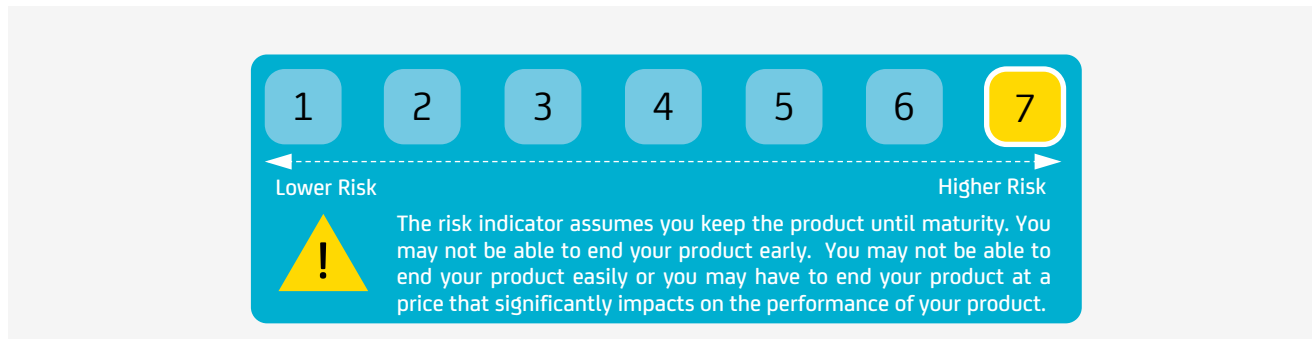 1 2 3 4 5 6 7
Lower Risk Higher Risk
!
The risk indicator assumes you keep the product until maturity. You
may not be able to end your product early. You may not be able to
end your product easily or you may have to end your product at a
price that significantly impacts on the performance of your product.